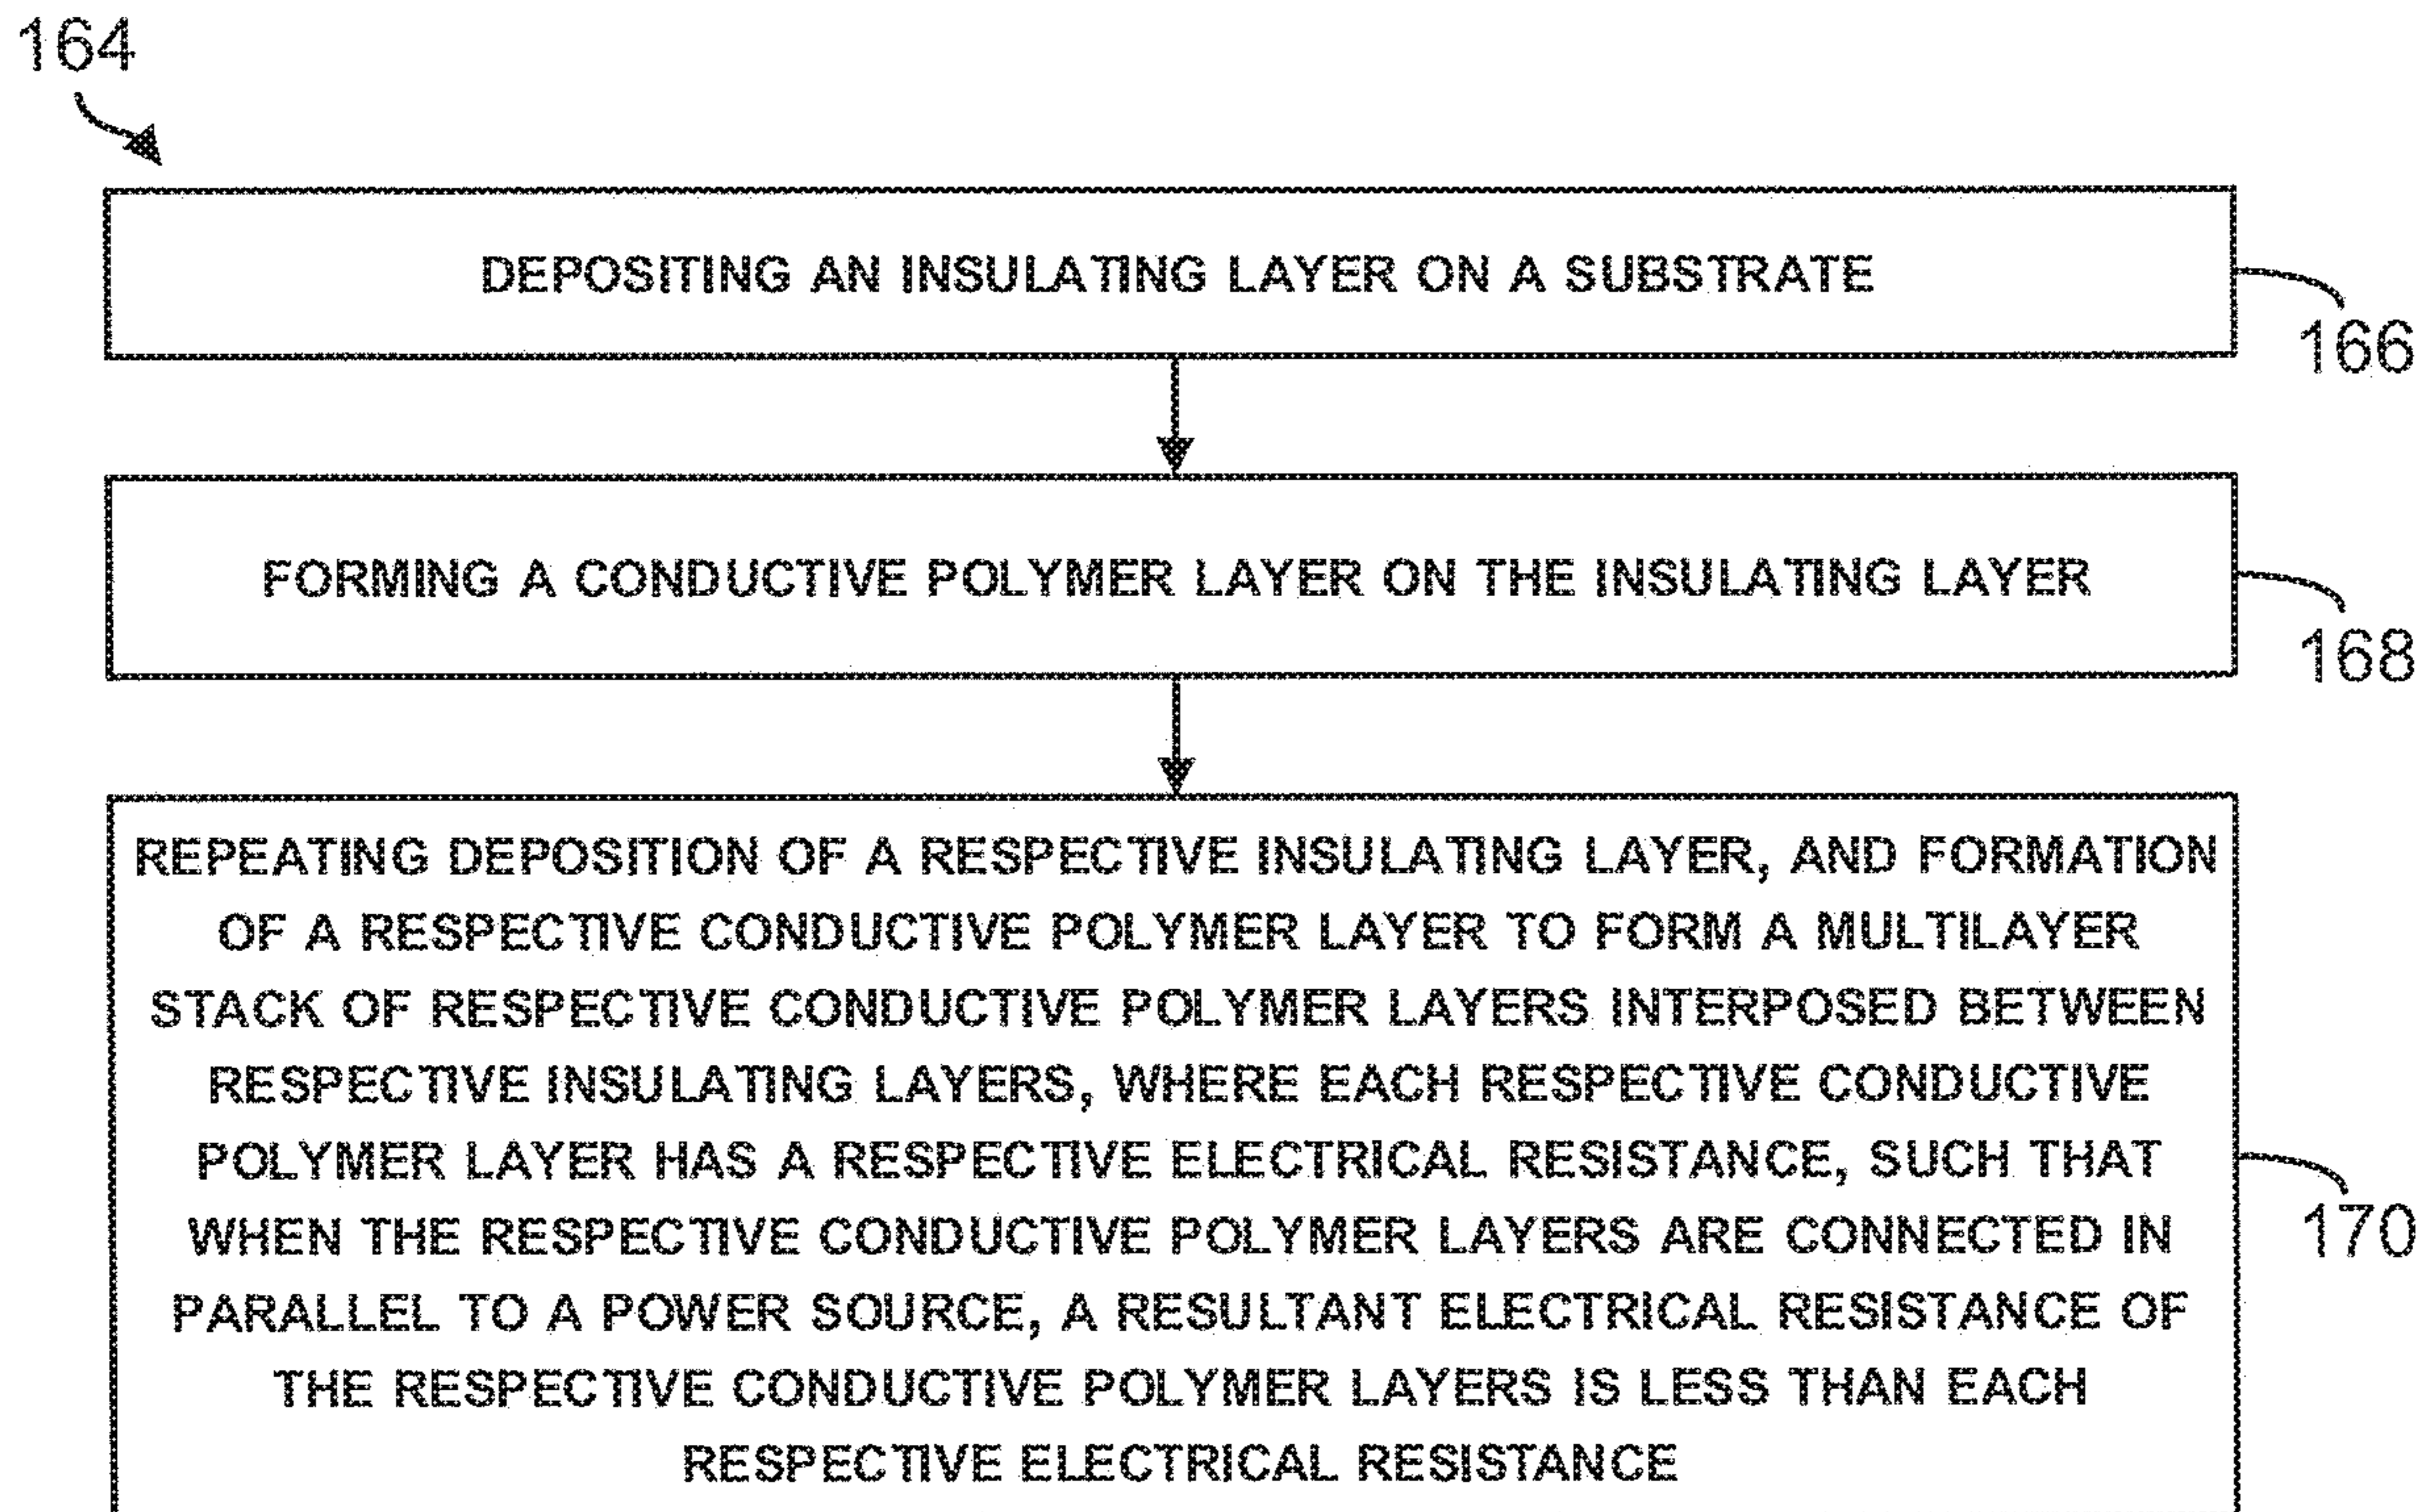 164
DEPOSITING AN INSULATING LAYER ON A SUBSTRATE
166
FORMING A CONDUCTIVE POLYMER LAYER ON THE INSULATING LAYER
168
REPEATING DEPOSITION OF A RESPECTIVE INSULATING LAYER, AND FORMATION
OF A RESPECTIVE CONDUCTIVE POLYMER LAYER TO FORM A MULTILAYER
STACK OF RESPECTIVE CONDUCTIVE POLYMER LAYERS INTERPOSED BETWEEN
RESPECTIVE INSULATING LAYERS, WHERE EACH RESPECTIVE CONDUCTIVE
POLYMER LAYER HAS A RESPECTIVE ELECTRICAL RESISTANCE, SUCH THAT
WHEN THE RESPECTIVE CONDUCTIVE POLYMER LAYERS ARE CONNECTED IN
PARALLEL TO A POWER SOURCE, A RESULTANT ELECTRICAL RESISTANCE OF
THE RESPECTIVE CONDUCTIVE POLYMER LAYERS IS LESS THAN EACH
RESPECTIVE ELECTRICAL RESISTANCE
170